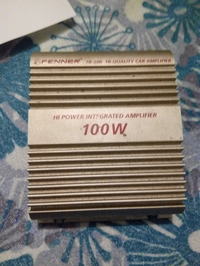 FENNER HI-QUALITY CAR AMPLIFIER
HI POWER INTEGRATED AMPLIFIER
100W